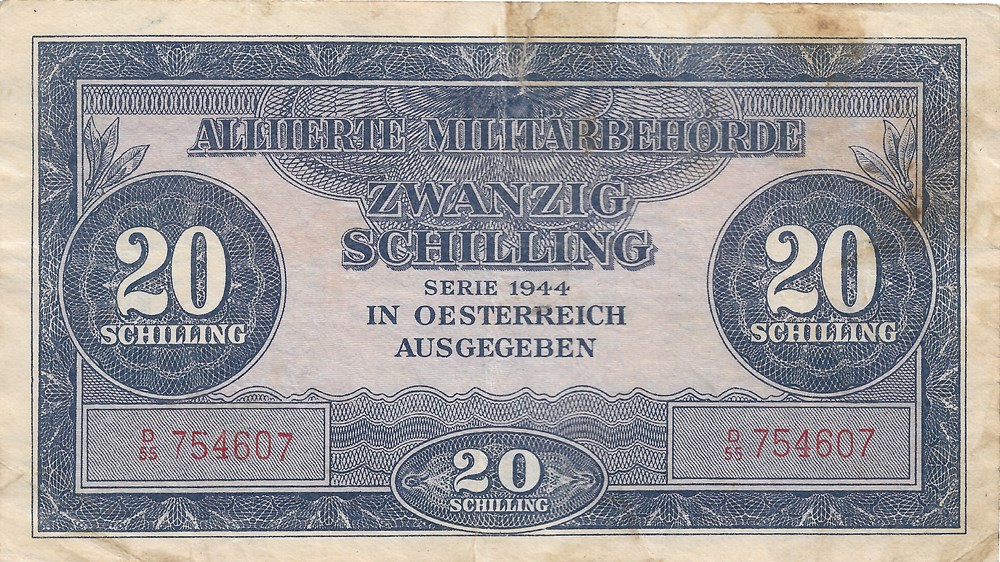 ALLIIERTE MILITÄRBEHÖRDE
ZWANZIG
SCHILLING
SERIE 1944
IN OESTERREICH
AUSGEGEBEN
20
SCHILLING
20
SCHILLING
D/55 754607
D/55 754607
20
SCHILLING